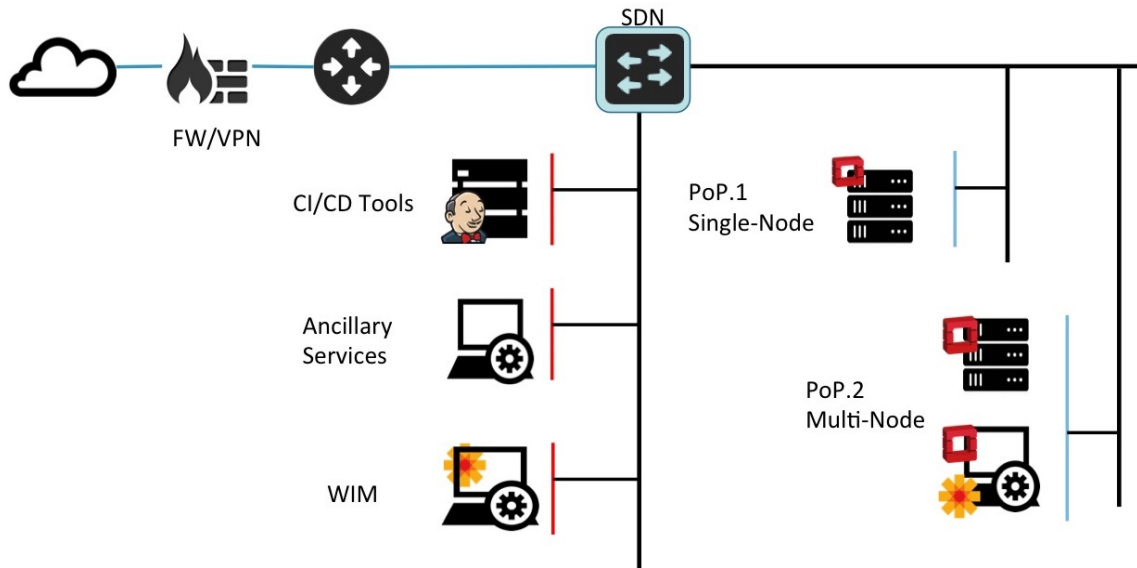 SDN
FW/VPN
CI/CD Tools
PoP.1
Single-Node
Ancillary
Services
PoP.2
Multi-Node
WIM